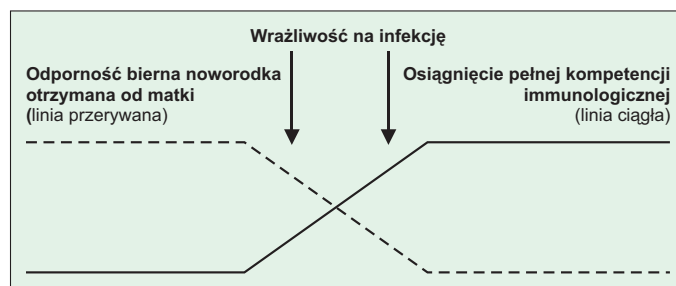 Wrażliwość na infekcję
Odporność bierna noworodka
otrzymana od matki
(linia przerywana)
Osiągnięcie pełnej kompetencji
immunologicznej
(linia ciągła)